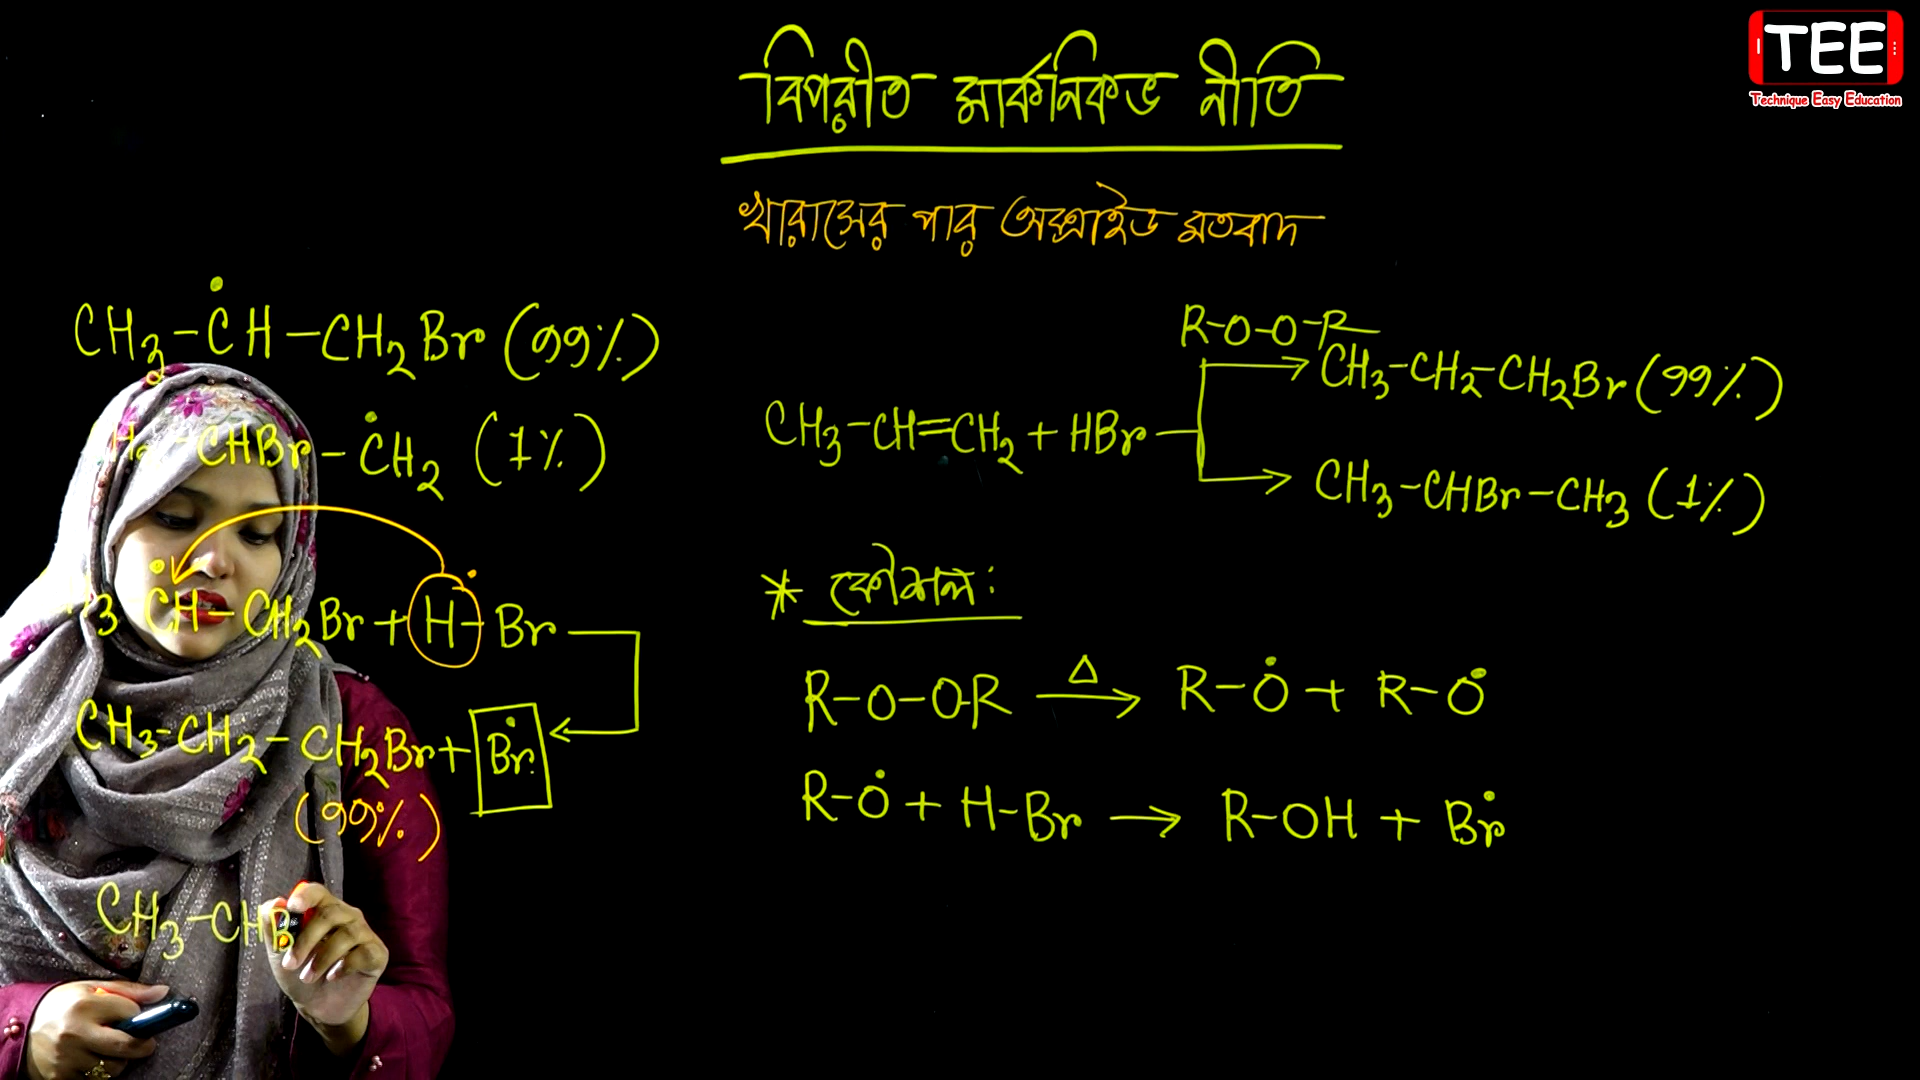 TEE
Technique Easy Education
বিপরীত মার্কনিকভ নীতি
খারাসের পার অক্সাইড মতবাদ
CH3-ĊH-CH2Br (99%)
CHBr-ĊH2 (1%)
3 ĊH-CH2Br + H-Br
CH3-CH2-CH2Br + Br•
(99%)
CH3-CHB
R-O-O-R
CH3-CH=CH2 + HBr
CH3-CH2-CH2Br (99%)
CH3-CHBr-CH3 (1%)
* কৌশল:
R-O-OR —Δ→ R-Ȯ + R-Ȯ
R-Ȯ + H-Br → R-OH + Br•